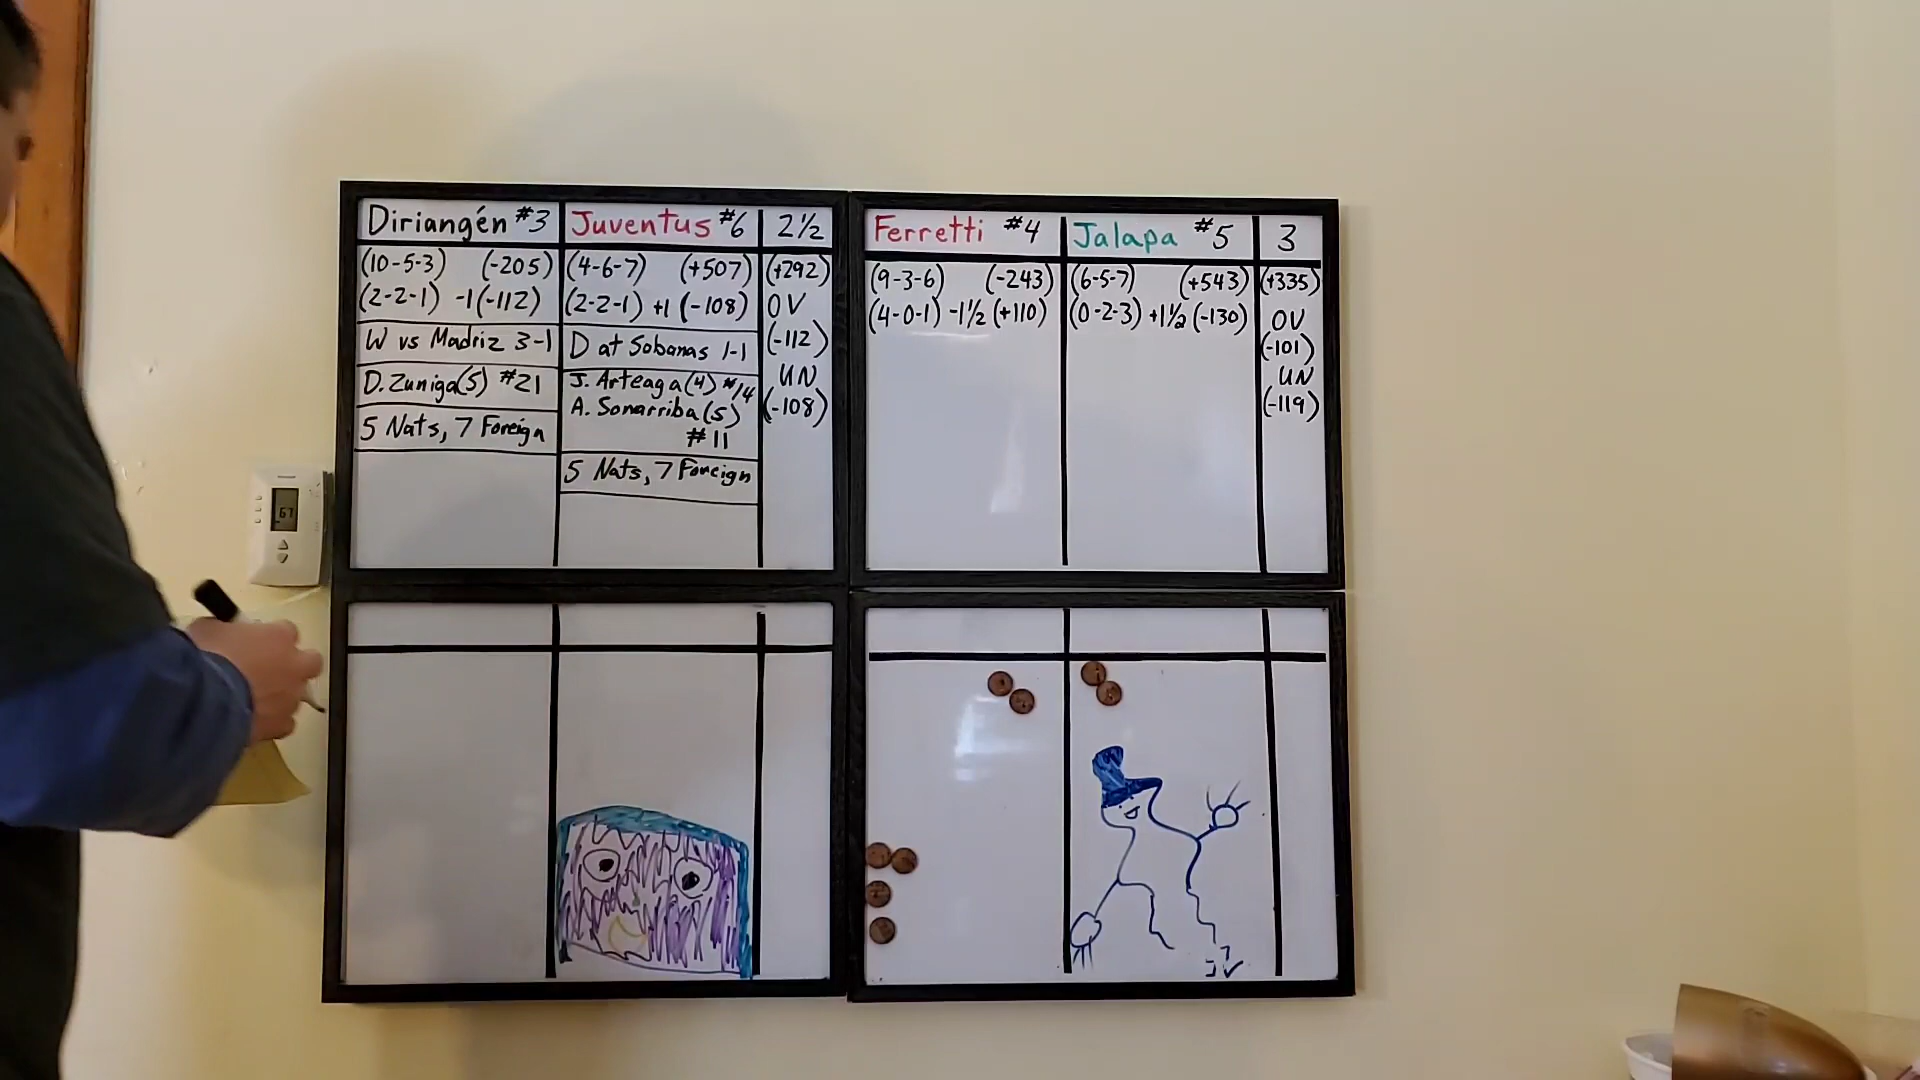 Diriangén #3
(10-5-3) (-205)
(2-2-1) -1 (-112)
W vs Madriz 3-1
D. Zuniga(5) #21
5 Nats, 7 Foreign
Juventus #6
(4-6-7) (+507)
(2-2-1) +1 (-108)
D at Sabanas 1-1
J. Arteaga(4) #14
A. Somarriba(5)
#11
5 Nats, 7 Foreign
2½
(+292)
OV
(-112)
UN
(-108)
Ferretti #4
(9-3-6) (-243)
(4-0-1) -1½ (+110)
Jalapa #5
(6-5-7) (+543)
(0-2-3) +1½ (-130)
3
(+335)
OV
(-101)
UN
(-119)
67